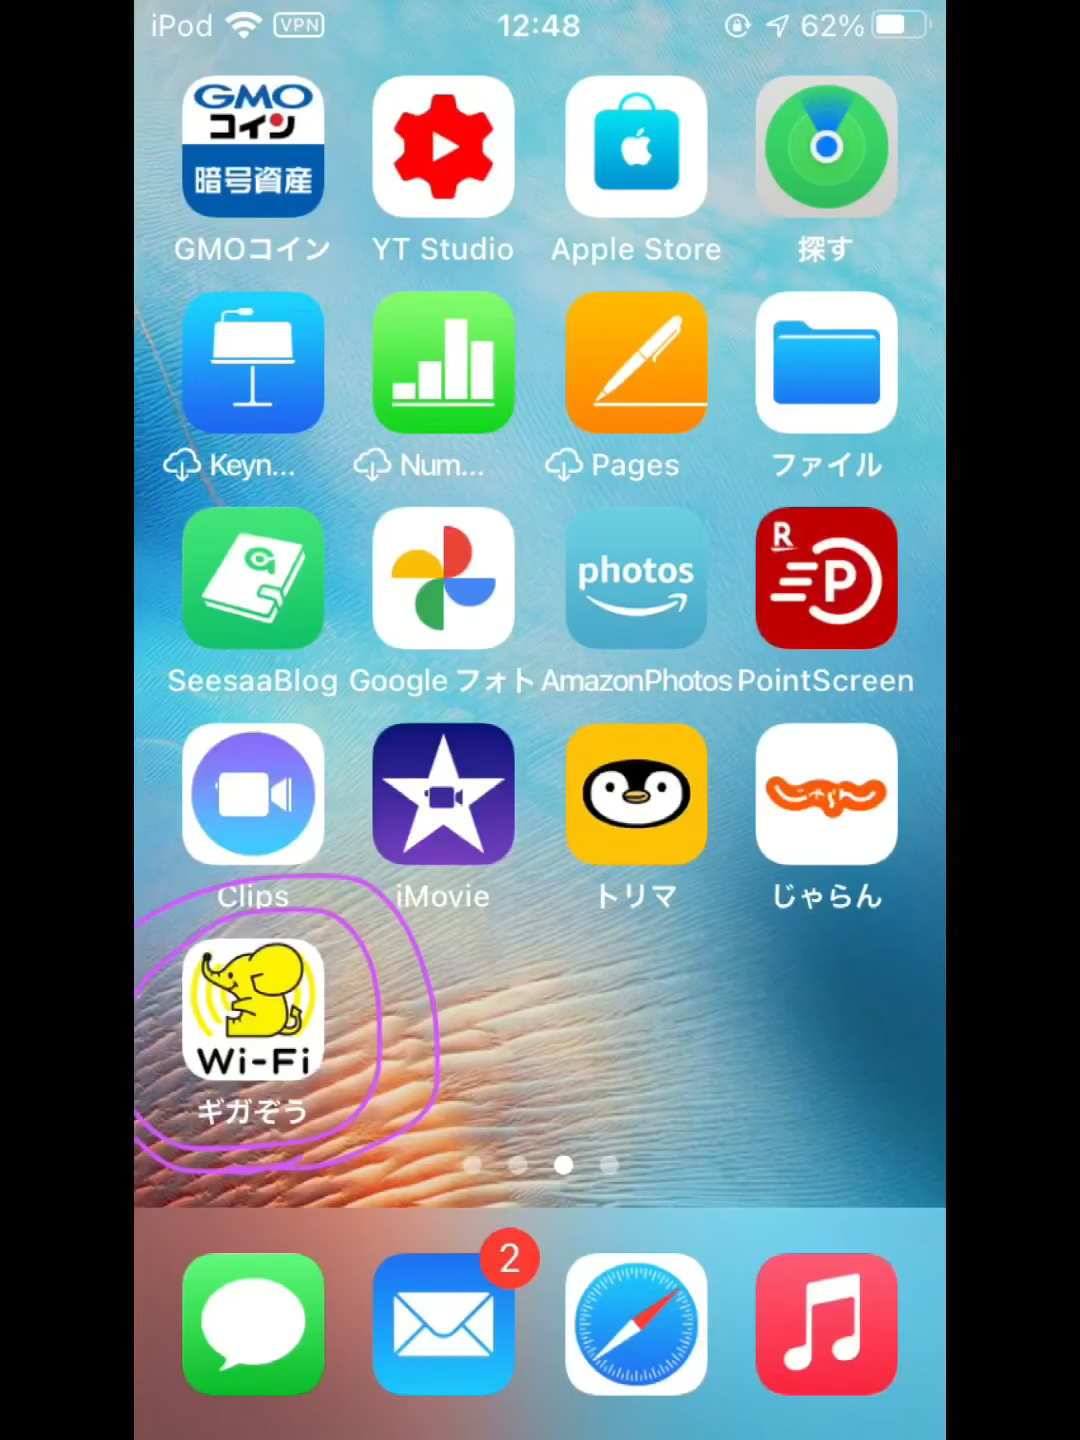 iPod VPN 12:48 62%
GMO
コイン
暗号資産
GMOコイン YT Studio Apple Store 探す
Keyn... Num... Pages ファイル
photos R P
SeesaaBlog Google フォト AmazonPhotos PointScreen
Clips iMovie トリマ じゃらん
Wi-Fi
ギガぞう
2